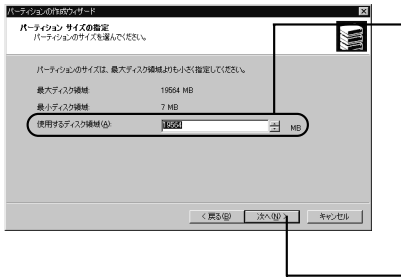 パーティションの作成ウィザード
パーティション サイズの指定
パーティションのサイズを選んでください。
パーティションのサイズは、最大ディスク領域よりも小さく指定してください。
最大ディスク領域: 19564 MB
最小ディスク領域: 7 MB
使用するディスク領域(A): 19564 MB
< 戻る(B) 次へ(N) > キャンセル